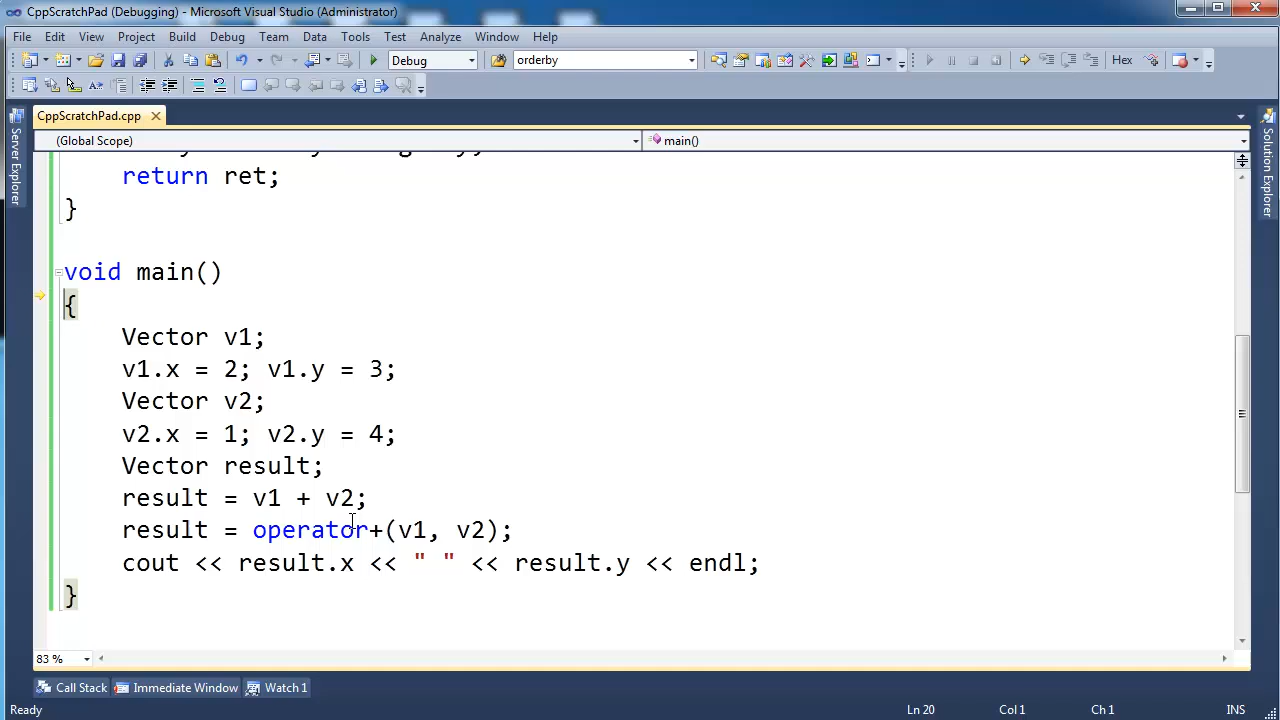 CppScratchPad (Debugging) - Microsoft Visual Studio (Administrator)
File Edit View Project Build Debug Team Data Tools Test Analyze Window Help
Debug orderby Hex
CppScratchPad.cpp
(Global Scope) main()
return ret;
}
void main()
{
Vector v1;
v1.x = 2; v1.y = 3;
Vector v2;
v2.x = 1; v2.y = 4;
Vector result;
result = v1 + v2;
result = operator+(v1, v2);
cout << result.x << " " << result.y << endl;
}
Server Explorer
Solution Explorer
83 %
Call Stack Immediate Window Watch 1
Ready Ln 20 Col 1 Ch 1 INS